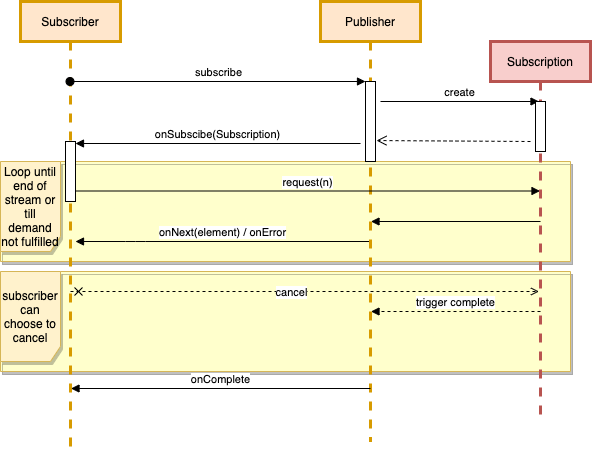 Subscriber
Publisher
Subscription
subscribe
create
onSubscibe(Subscription)
Loop until
end of
stream or
till
demand
not fulfilled
request(n)
onNext(element) / onError
subscriber
can
choose to
cancel
cancel
trigger complete
onComplete